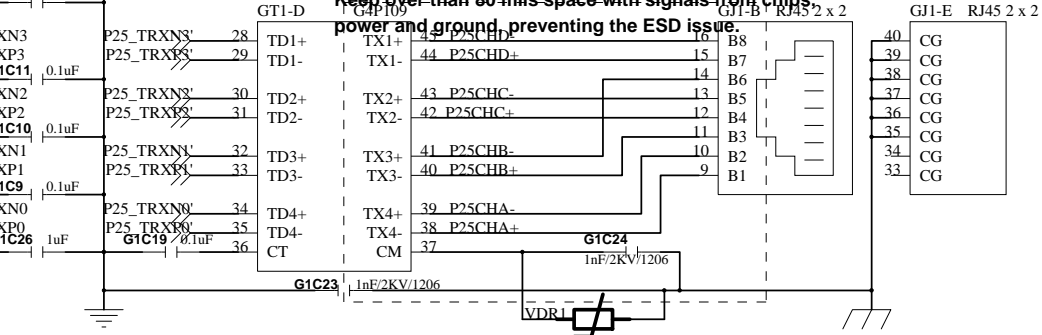 Keep over than 80 mils space with signals from chips,
power and ground, preventing the ESD issue.
GT1-D G4P109 GJ1-B RJ45 2 x 2 GJ1-E RJ45 2 x 2
XN3 P25_TRXN3' 28 TD1+ TX1+ 45 P25CHD- 16 B8 40 CG
XP3 P25_TRXP3' 29 TD1- TX1- 44 P25CHD+ 15 B7 39 CG
1C11 0.1uF 14 B6 38 CG
XN2 P25_TRXN2' 30 TD2+ TX2+ 43 P25CHC- 13 B5 37 CG
XP2 P25_TRXP2' 31 TD2- TX2- 42 P25CHC+ 12 B4 36 CG
1C10 0.1uF 11 B3 35 CG
XN1 P25_TRXN1' 32 TD3+ TX3+ 41 P25CHB- 10 B2 34 CG
XP1 P25_TRXP1' 33 TD3- TX3- 40 P25CHB+ 9 B1 33 CG
1C9 0.1uF
XN0 P25_TRXN0' 34 TD4+ TX4+ 39 P25CHA-
XP0 P25_TRXP0' 35 TD4- TX4- 38 P25CHA+
1C26 1uF G1C19 0.1uF 36 CT CM 37 G1C24
1nF/2KV/1206
G1C23 1nF/2KV/1206
VDR1